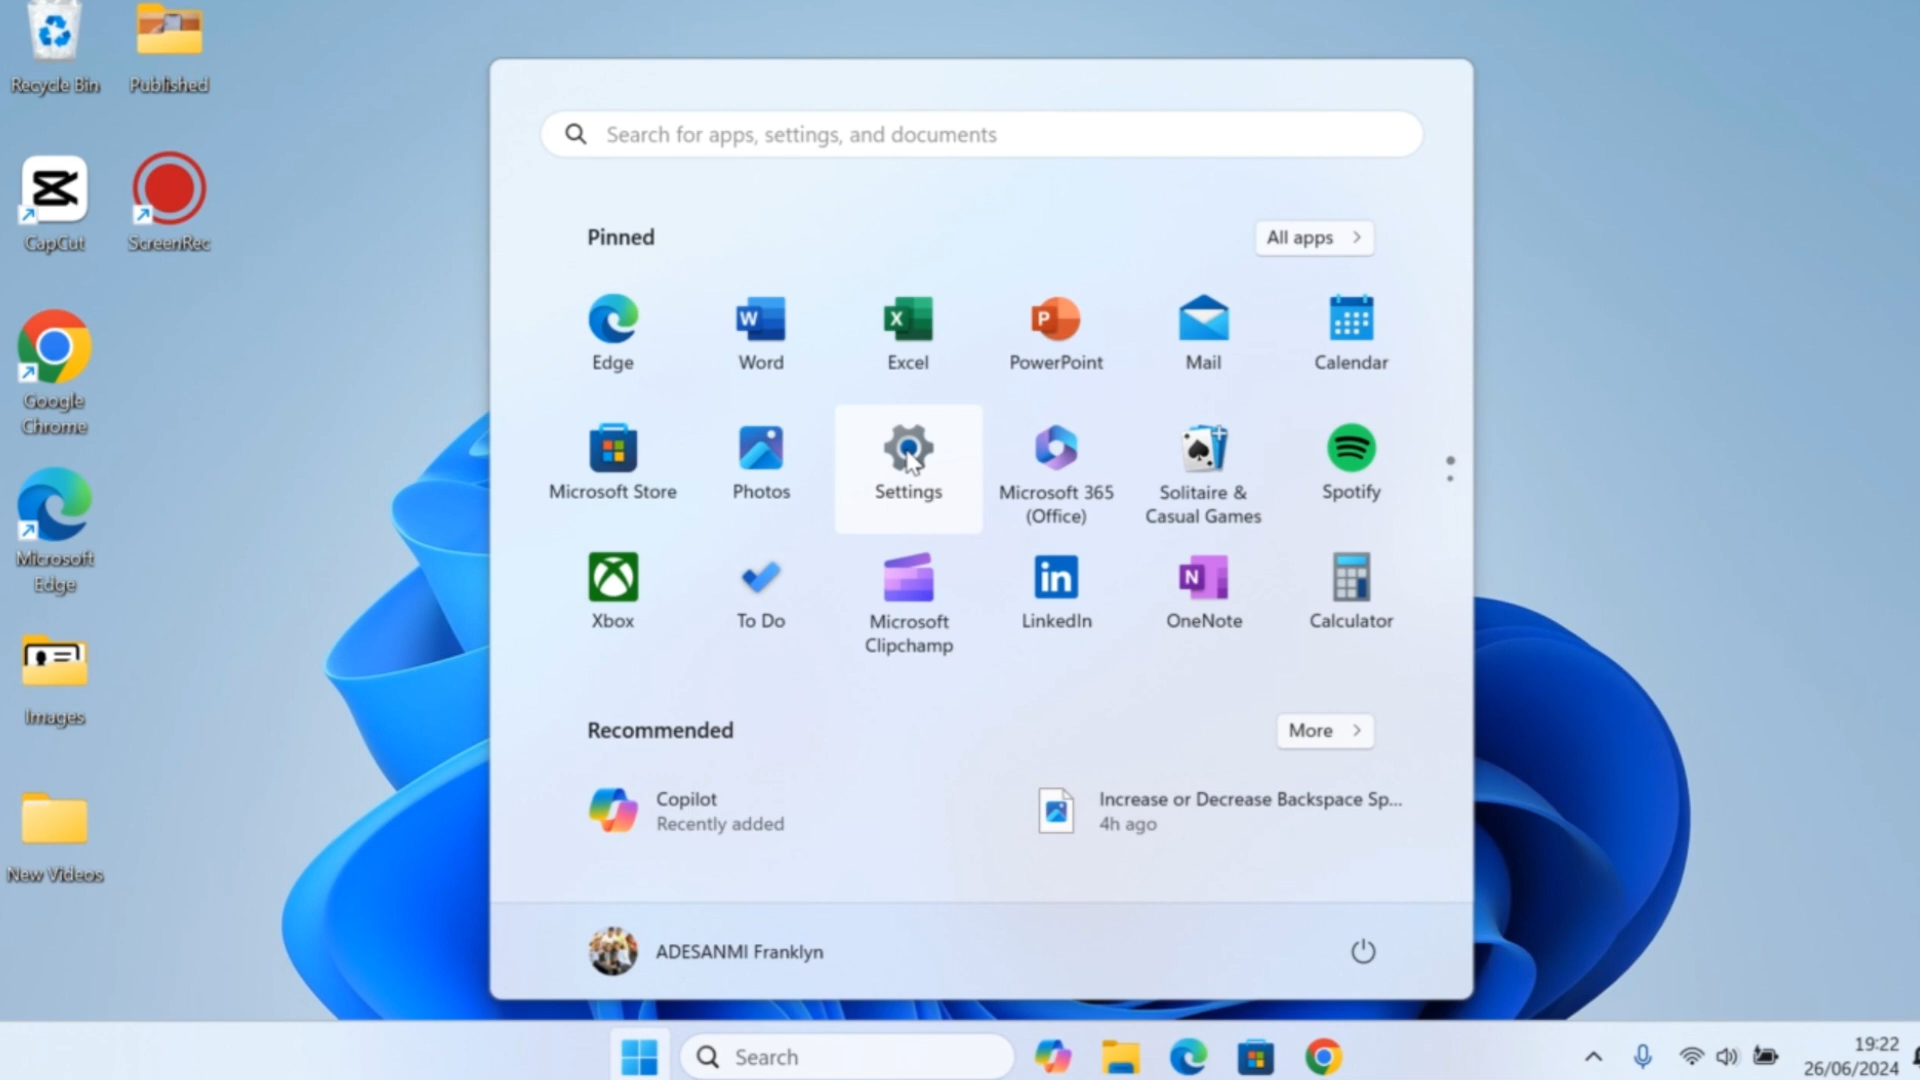 Recycle Bin
Published
CapCut
ScreenRec
Google
Chrome
Microsoft
Edge
Images
New Videos
Search for apps, settings, and documents
Pinned
All apps
Edge
Word
Excel
PowerPoint
Mail
Calendar
Microsoft Store
Photos
Settings
Microsoft 365
(Office)
Solitaire &
Casual Games
Spotify
Xbox
To Do
Microsoft
Clipchamp
LinkedIn
OneNote
Calculator
Recommended
More
Copilot
Recently added
Increase or Decrease Backspace Sp...
4h ago
ADESANMI Franklyn
Search
19:22
26/06/2024